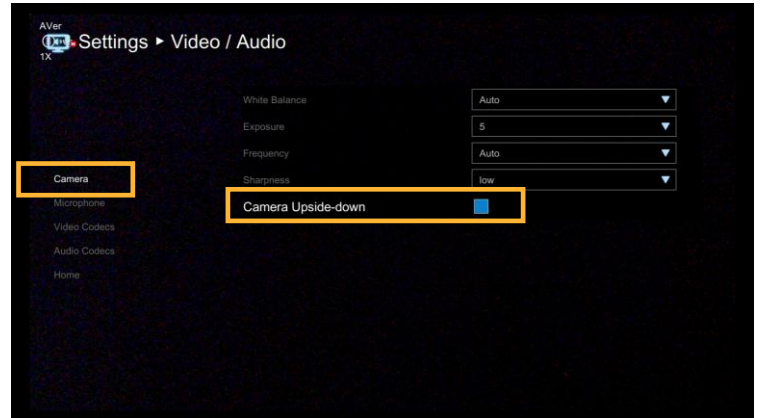 AVer
Settings ▸ Video / Audio
1X
White Balance Auto
Exposure 5
Frequency Auto
Camera
Sharpness low
Microphone
Camera Upside-down
Video Codecs
Audio Codecs
Home